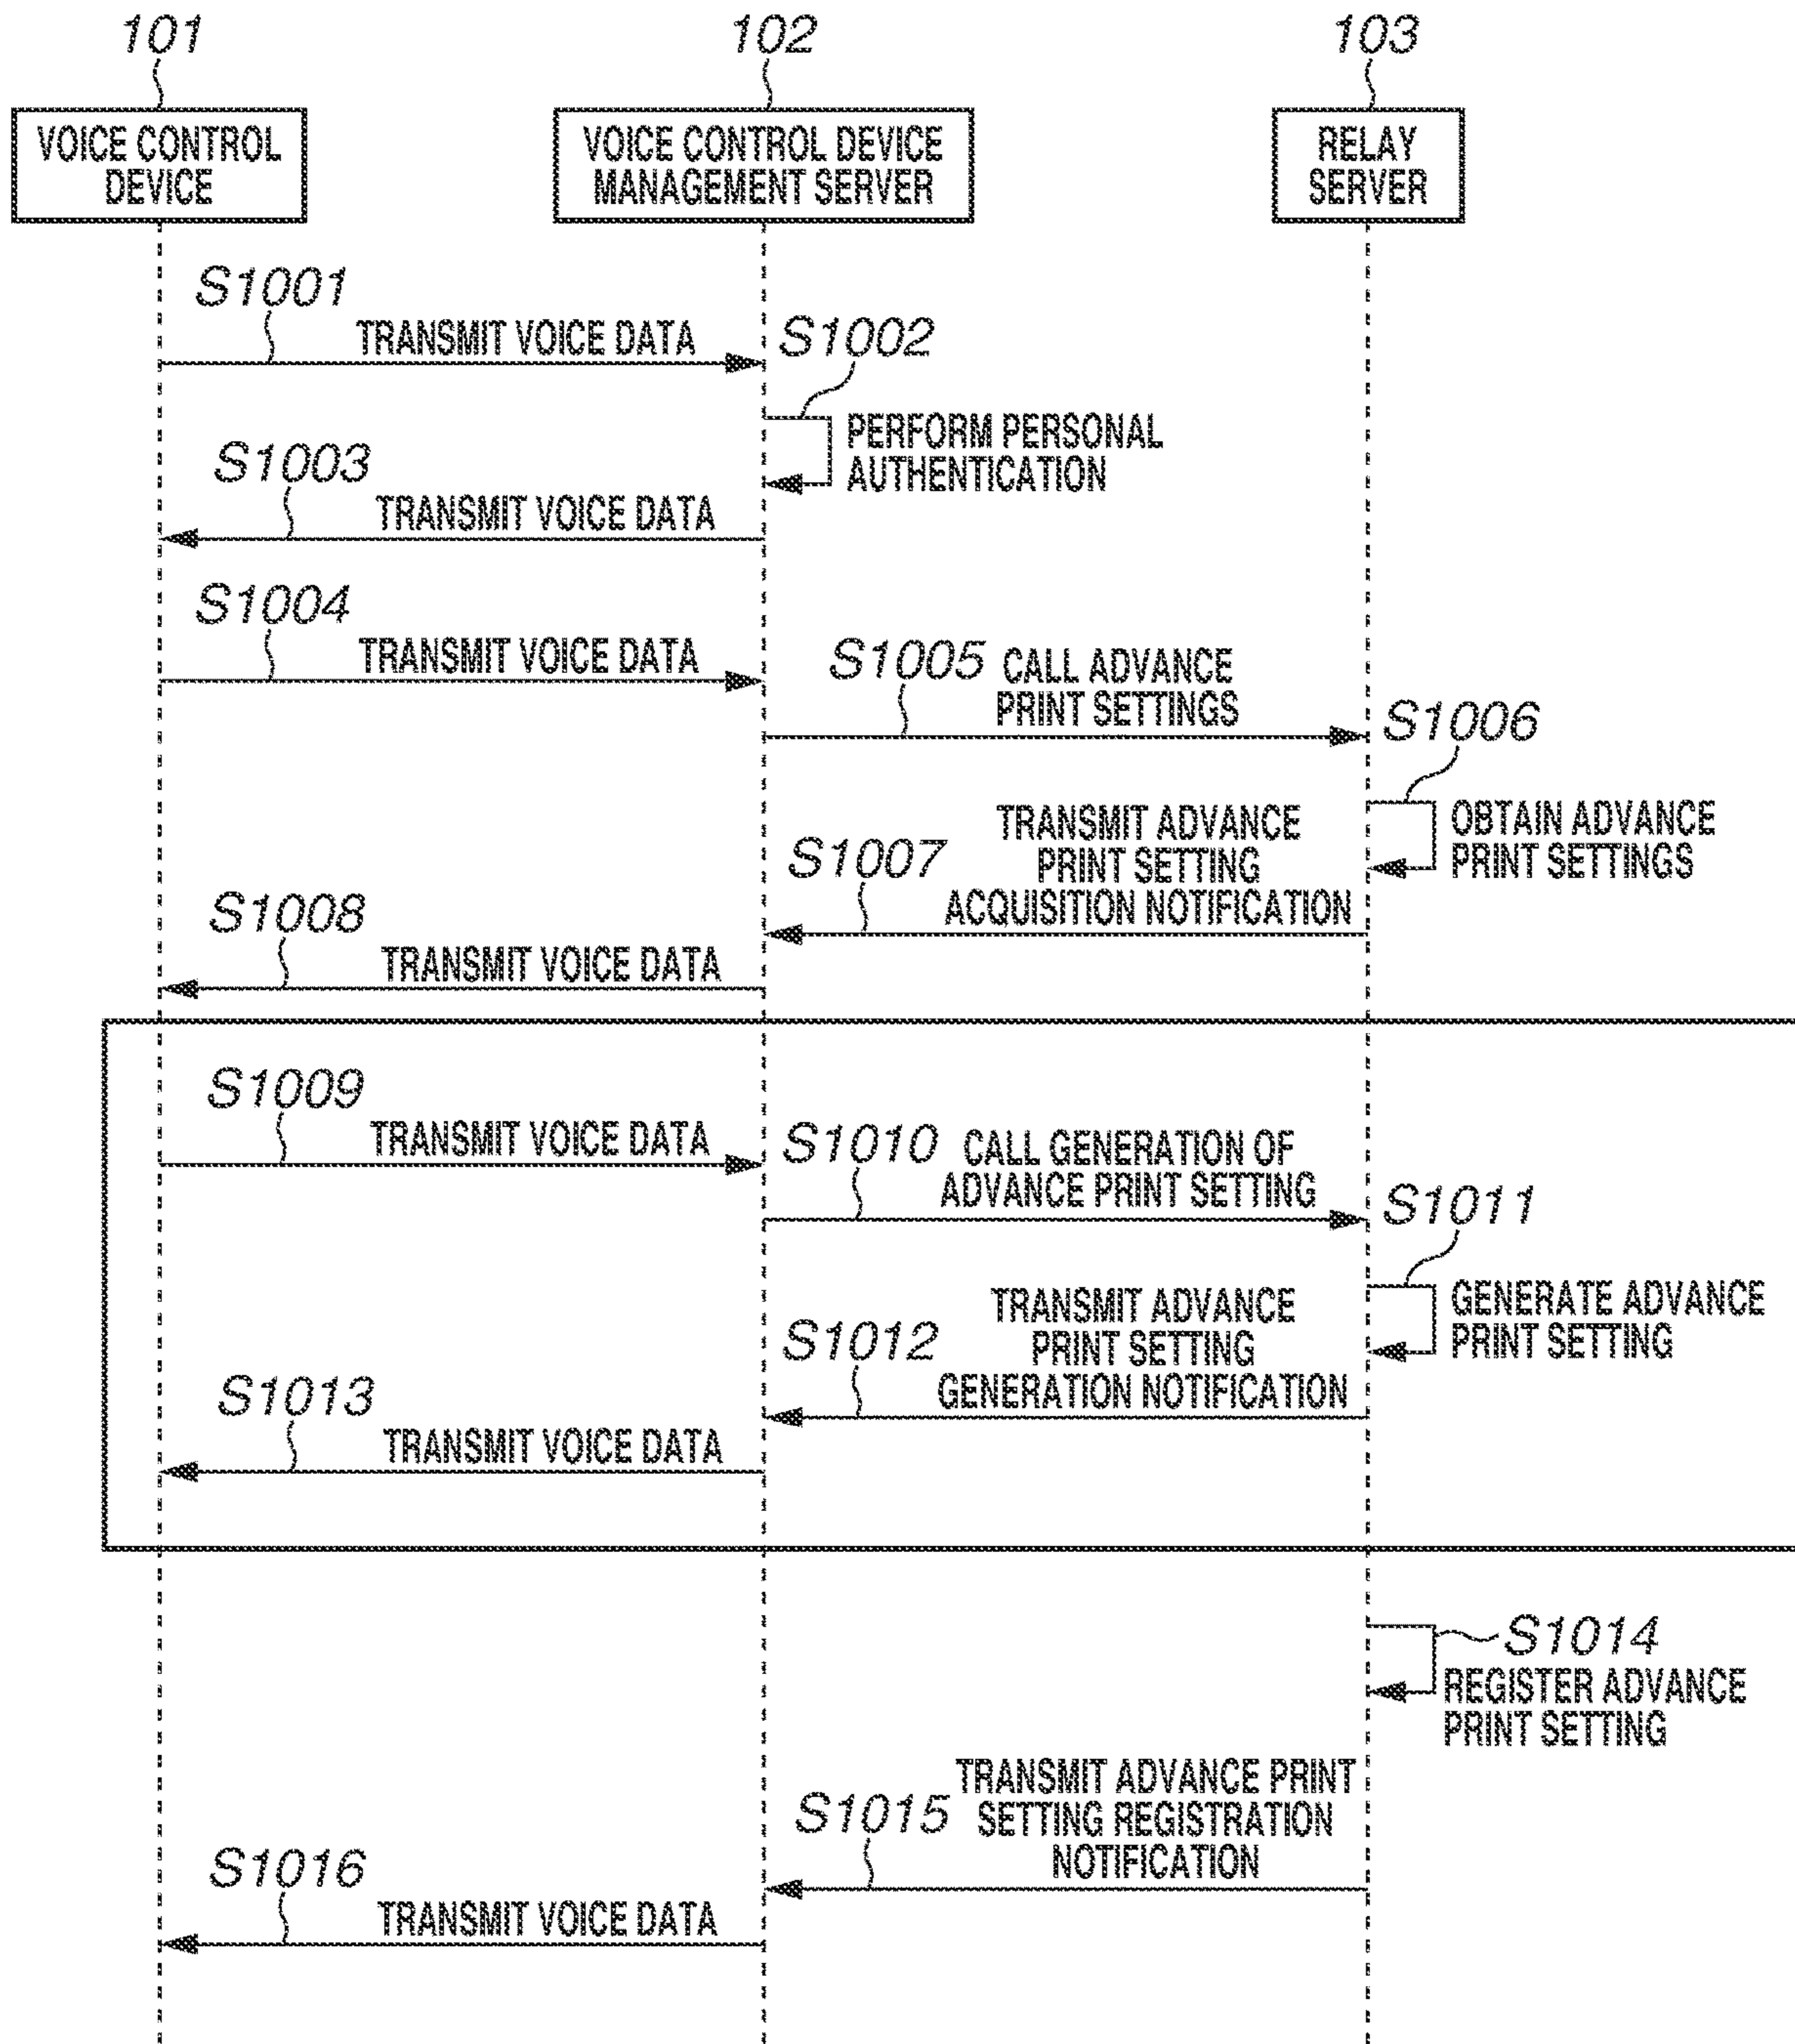 101
102
103
VOICE CONTROL
DEVICE
VOICE CONTROL DEVICE
MANAGEMENT SERVER
RELAY
SERVER
S1001
TRANSMIT VOICE DATA
S1002
PERFORM PERSONAL
AUTHENTICATION
S1003
TRANSMIT VOICE DATA
S1004
TRANSMIT VOICE DATA
S1005
CALL ADVANCE
PRINT SETTINGS
S1006
OBTAIN ADVANCE
PRINT SETTINGS
S1007
TRANSMIT ADVANCE
PRINT SETTING
ACQUISITION NOTIFICATION
S1008
TRANSMIT VOICE DATA
S1009
TRANSMIT VOICE DATA
S1010
CALL GENERATION OF
ADVANCE PRINT SETTING
S1011
GENERATE ADVANCE
PRINT SETTING
S1012
TRANSMIT ADVANCE
PRINT SETTING
GENERATION NOTIFICATION
S1013
TRANSMIT VOICE DATA
S1014
REGISTER ADVANCE
PRINT SETTING
S1015
TRANSMIT ADVANCE PRINT
SETTING REGISTRATION
NOTIFICATION
S1016
TRANSMIT VOICE DATA